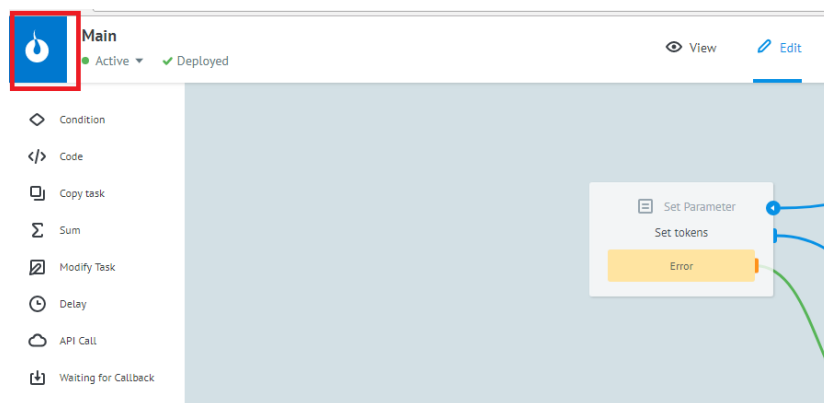 Main
Active
Deployed
View
Edit
Condition
</> Code
Copy task
Σ Sum
Modify Task
Delay
API Call
Waiting for Callback
Set Parameter
Set tokens
Error